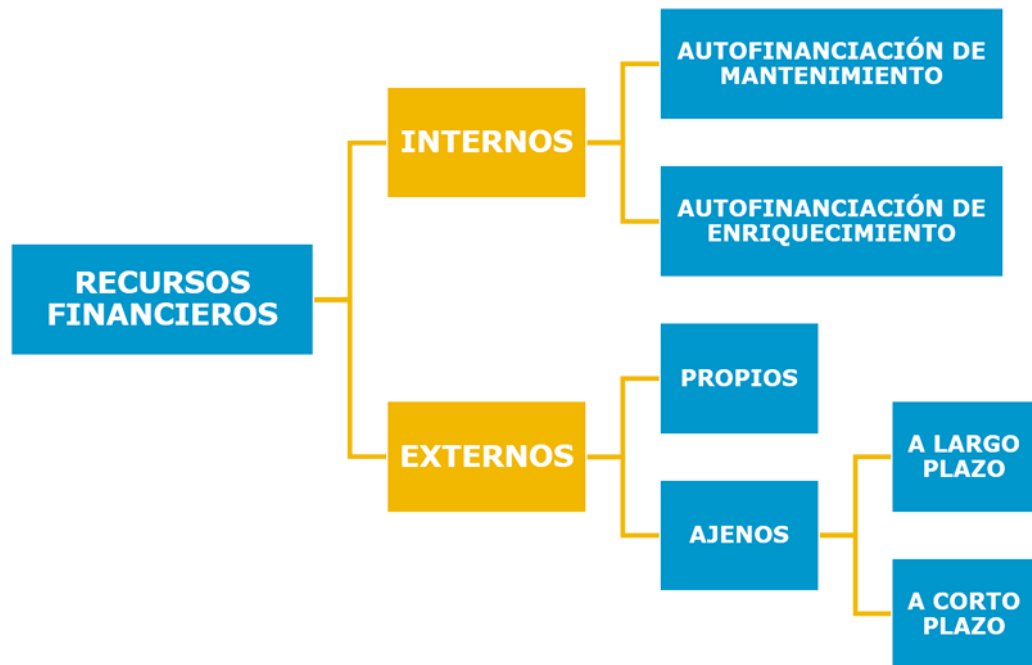 RECURSOS
FINANCIEROS
INTERNOS
AUTOFINANCIACIÓN DE
MANTENIMIENTO
AUTOFINANCIACIÓN DE
ENRIQUECIMIENTO
EXTERNOS
PROPIOS
AJENOS
A LARGO
PLAZO
A CORTO
PLAZO